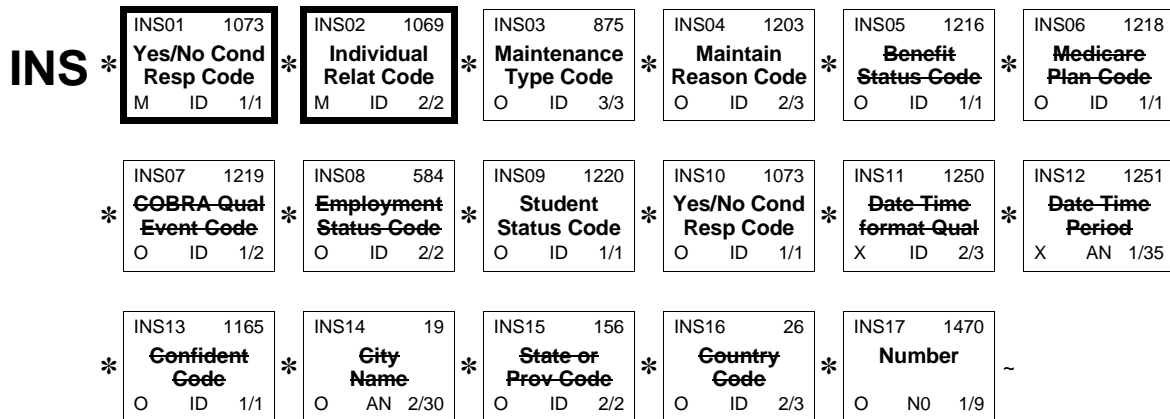 INS01 1073 INS02 1069 INS03 875 INS04 1203 INS05 1216 INS06 1218
INS * Yes/No Cond * Individual * Maintenance * Maintain * Benefit * Medicare
Resp Code Relat Code Type Code Reason Code Status Code Plan Code
M ID 1/1 M ID 2/2 O ID 3/3 O ID 2/3 O ID 1/1 O ID 1/1
INS07 1219 INS08 584 INS09 1220 INS10 1073 INS11 1250 INS12 1251
* COBRA Qual * Employment * Student * Yes/No Cond * Date Time * Date Time
Event Code Status Code Status Code Resp Code format Qual Period
O ID 1/2 O ID 2/2 O ID 1/1 O ID 1/1 X ID 2/3 X AN 1/35
INS13 1165 INS14 19 INS15 156 INS16 26 INS17 1470
* Confident * City * State or * Country * Number ~
Code Name Prov Code Code
O ID 1/1 O AN 2/30 O ID 2/2 O ID 2/3 O N0 1/9